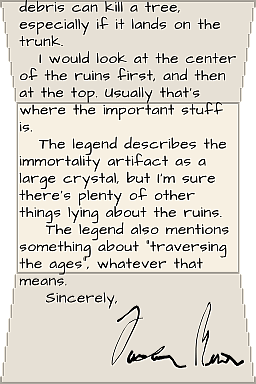 debris can kill a tree,
especially if it lands on the
trunk.
I would look at the center
of the ruins first, and then
at the top. Usually that's
where the important stuff
is.
The legend describes the
immortality artifact as a
large crystal, but I'm sure
there's plenty of other
things lying about the ruins.
The legend also mentions
something about "traversing
the ages", whatever that
means.
Sincerely,